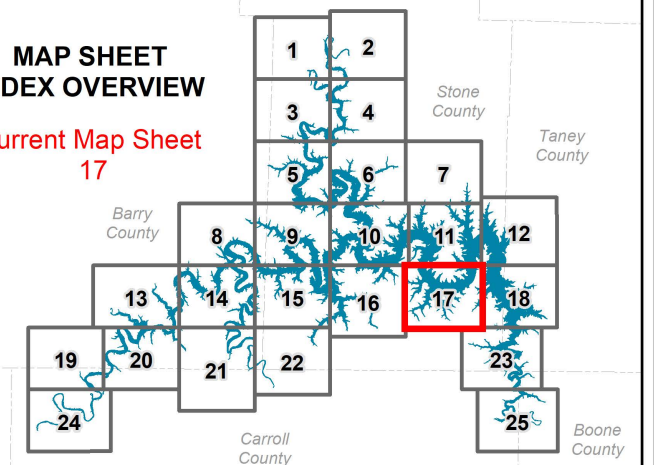 MAP SHEET
DEX OVERVIEW
urrent Map Sheet
17
1
2
3
4
Stone
County
Taney
County
5
6
7
Barry
County
8
9
10
11
12
13
14
15
16
17
18
19
20
21
22
23
24
25
Carroll
County
Boone
County